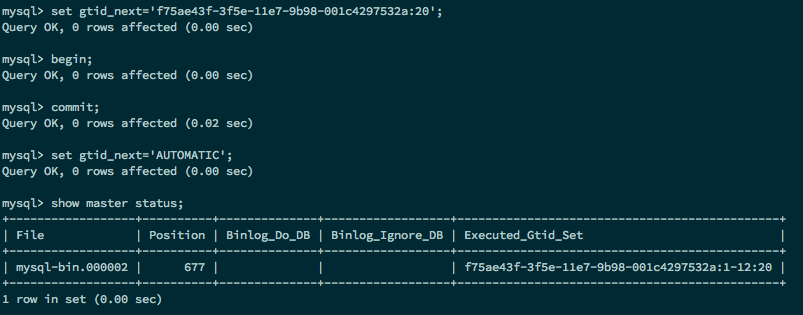 mysql> set gtid_next='f75ae43f-3f5e-11e7-9b98-001c4297532a:20';
Query OK, 0 rows affected (0.00 sec)
mysql> begin;
Query OK, 0 rows affected (0.00 sec)
mysql> commit;
Query OK, 0 rows affected (0.02 sec)
mysql> set gtid_next='AUTOMATIC';
Query OK, 0 rows affected (0.00 sec)
mysql> show master status;
+------------------+----------+--------------+------------------+----------------------------------------------+
| File             | Position | Binlog_Do_DB | Binlog_Ignore_DB | Executed_Gtid_Set                            |
+------------------+----------+--------------+------------------+----------------------------------------------+
| mysql-bin.000002 |      677 |              |                  | f75ae43f-3f5e-11e7-9b98-001c4297532a:1-12:20 |
+------------------+----------+--------------+------------------+----------------------------------------------+
1 row in set (0.00 sec)